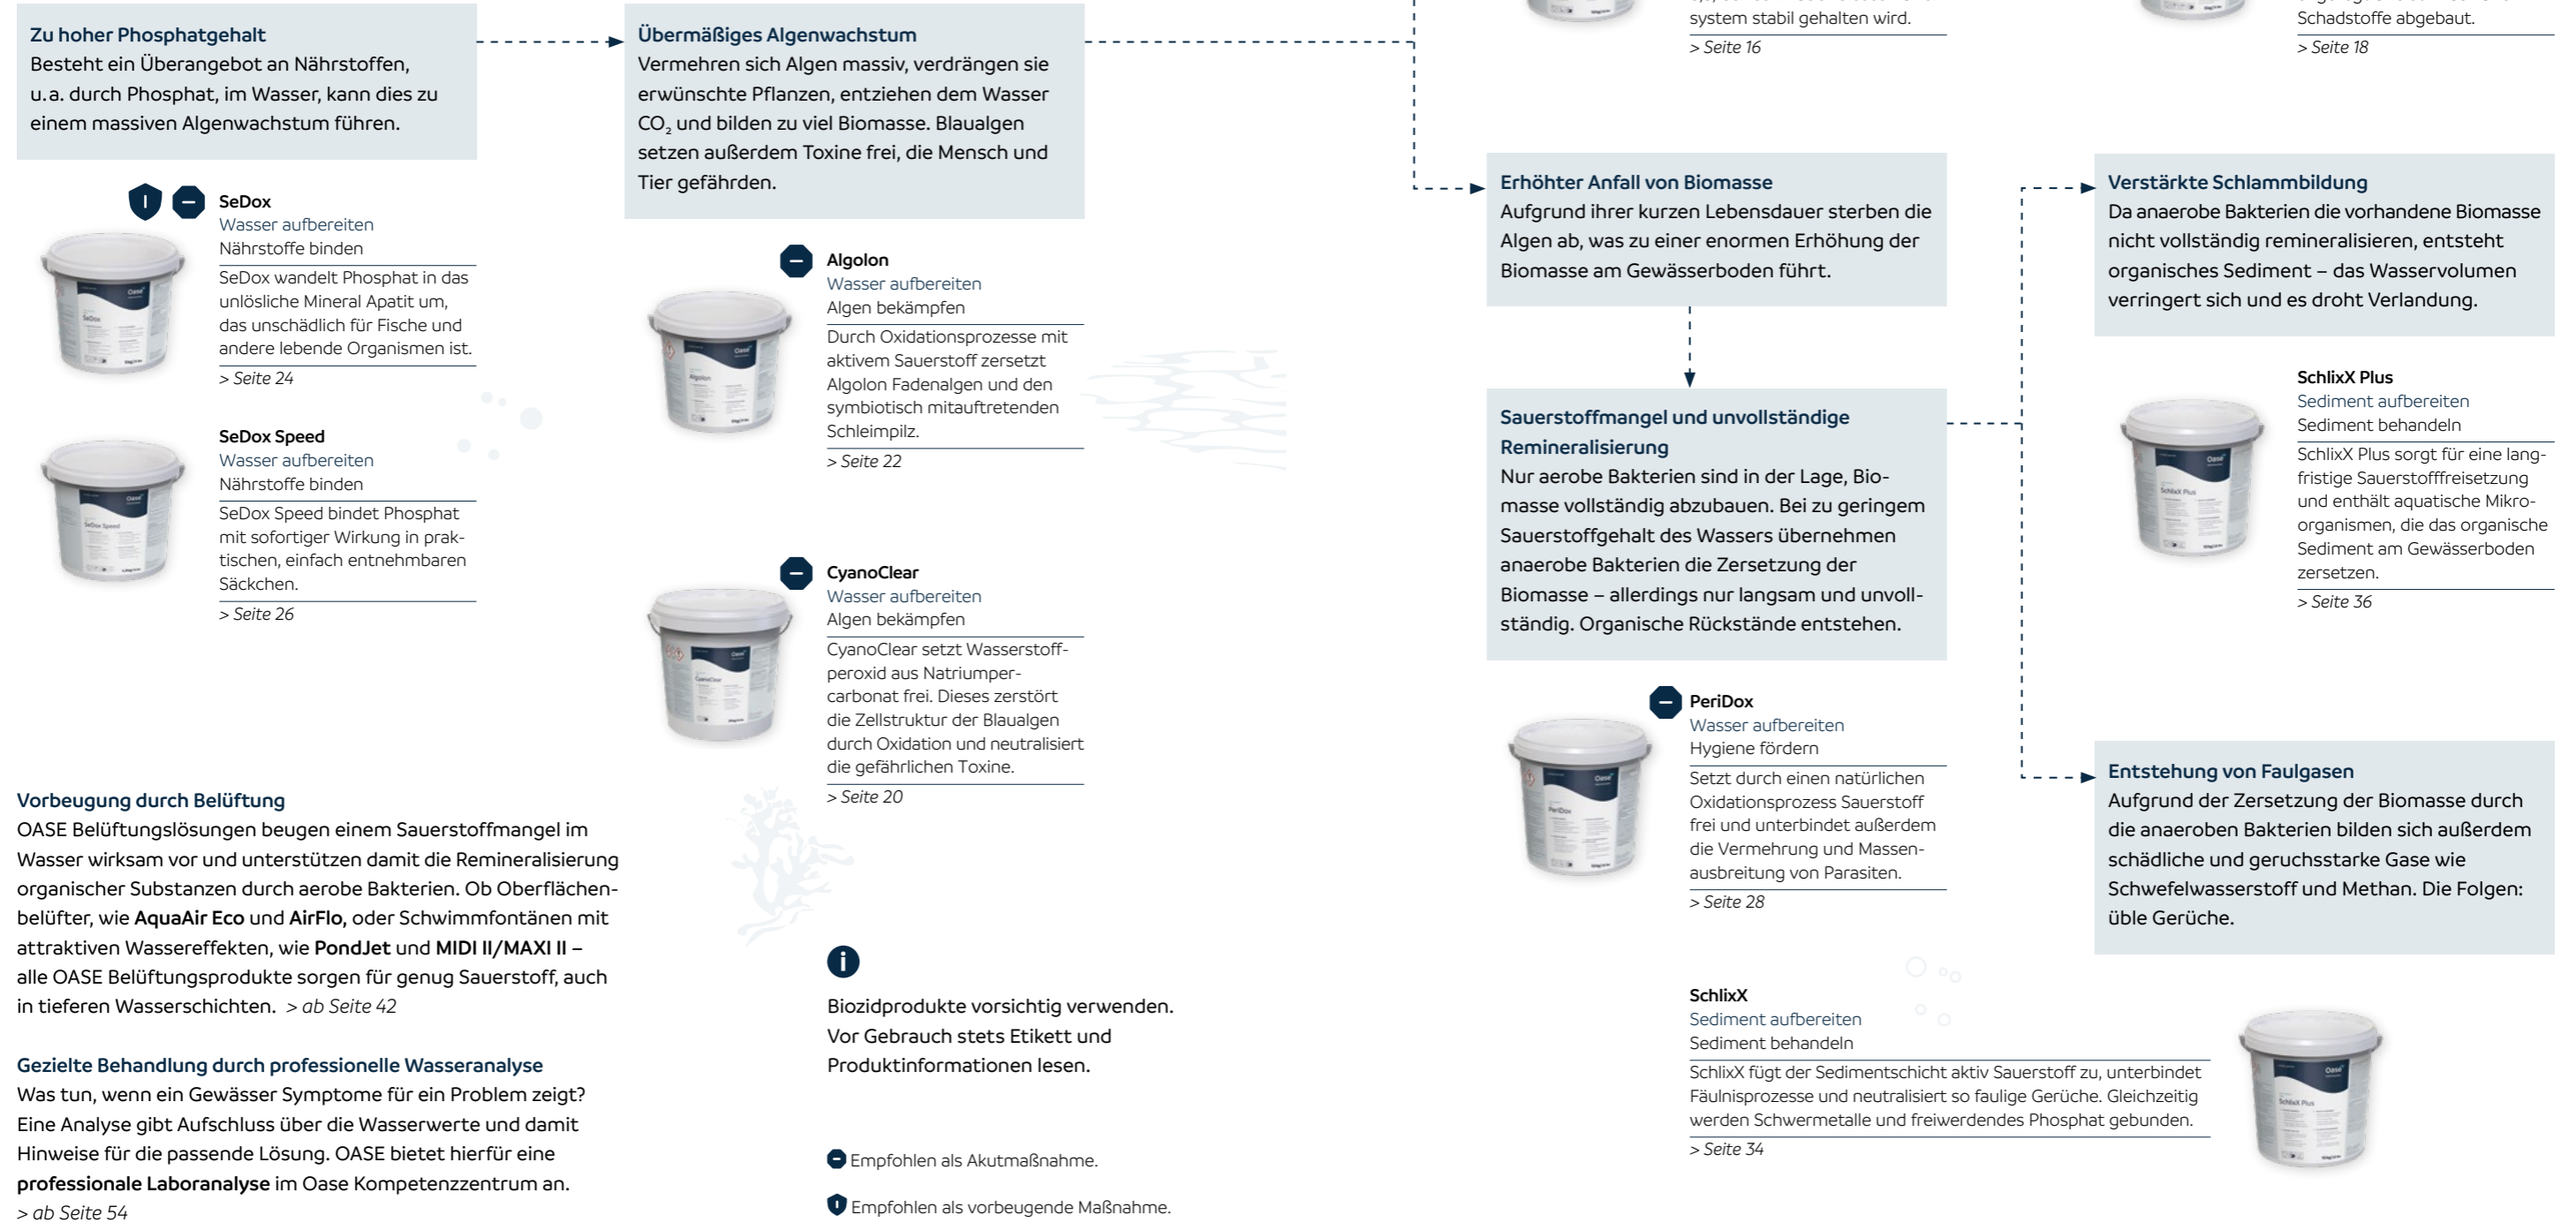 Zu hoher Phosphatgehalt
Besteht ein Überangebot an Nährstoffen,
u. a. durch Phosphat, im Wasser, kann dies zu
einem massiven Algenwachstum führen.
SeDox
Wasser aufbereiten
Nährstoffe binden
SeDox wandelt Phosphat in das
unlösliche Mineral Apatit um,
das unschädlich für Fische und
andere lebende Organismen ist.
> Seite 24
SeDox Speed
Wasser aufbereiten
Nährstoffe binden
SeDox Speed bindet Phosphat
mit sofortiger Wirkung in prak-
tischen, einfach entnehmbaren
Säckchen.
> Seite 26
Vorbeugung durch Belüftung
OASE Belüftungslösungen beugen einem Sauerstoffmangel im
Wasser wirksam vor und unterstützen damit die Remineralisierung
organischer Substanzen durch aerobe Bakterien. Ob Oberflächen-
belüfter, wie AquaAir Eco und AirFlo, oder Schwimmfontänen mit
attraktiven Wassereffekten, wie PondJet und MIDI II/MAXI II –
alle OASE Belüftungsprodukte sorgen für genug Sauerstoff, auch
in tieferen Wasserschichten. > ab Seite 42
Gezielte Behandlung durch professionelle Wasseranalyse
Was tun, wenn ein Gewässer Symptome für ein Problem zeigt?
Eine Analyse gibt Aufschluss über die Wasserwerte und damit
Hinweise für die passende Lösung. OASE bietet hierfür eine
professionale Laboranalyse im Oase Kompetenzzentrum an.
> ab Seite 54
Übermäßiges Algenwachstum
Vermehren sich Algen massiv, verdrängen sie
erwünschte Pflanzen, entziehen dem Wasser
CO₂ und bilden zu viel Biomasse. Blaualgen
setzen außerdem Toxine frei, die Mensch und
Tier gefährden.
Algolon
Wasser aufbereiten
Algen bekämpfen
Durch Oxidationsprozesse mit
aktivem Sauerstoff zersetzt
Algolon Fadenalgen und den
symbiotisch mitauftretenden
Schleimpilz.
> Seite 22
CyanoClear
Wasser aufbereiten
Algen bekämpfen
CyanoClear setzt Wasserstoff-
peroxid aus Natriumper-
carbonat frei. Dieses zerstört
die Zellstruktur der Blaualgen
durch Oxidation und neutralisiert
die gefährlichen Toxine.
> Seite 20
Biozidprodukte vorsichtig verwenden.
Vor Gebrauch stets Etikett und
Produktinformationen lesen.
Empfohlen als Akutmaßnahme.
Empfohlen als vorbeugende Maßnahme.
system stabil gehalten wird.
> Seite 16
Erhöhter Anfall von Biomasse
Aufgrund ihrer kurzen Lebensdauer sterben die
Algen ab, was zu einer enormen Erhöhung der
Biomasse am Gewässerboden führt.
Sauerstoffmangel und unvollständige
Remineralisierung
Nur aerobe Bakterien sind in der Lage, Bio-
masse vollständig abzubauen. Bei zu geringem
Sauerstoffgehalt des Wassers übernehmen
anaerobe Bakterien die Zersetzung der
Biomasse – allerdings nur langsam und unvoll-
ständig. Organische Rückstände entstehen.
PeriDox
Wasser aufbereiten
Hygiene fördern
Setzt durch einen natürlichen
Oxidationsprozess Sauerstoff
frei und unterbindet außerdem
die Vermehrung und Massen-
ausbreitung von Parasiten.
> Seite 28
SchlixX
Sediment aufbereiten
Sediment behandeln
SchlixX fügt der Sedimentschicht aktiv Sauerstoff zu, unterbindet
Fäulnisprozesse und neutralisiert so faulige Gerüche. Gleichzeitig
werden Schwermetalle und freiwerdendes Phosphat gebunden.
> Seite 34
Schadstoffe abgebaut.
> Seite 18
Verstärkte Schlammbildung
Da anaerobe Bakterien die vorhandene Biomasse
nicht vollständig remineralisieren, entsteht
organisches Sediment – das Wasservolumen
verringert sich und es droht Verlandung.
SchlixX Plus
Sediment aufbereiten
Sediment behandeln
SchlixX Plus sorgt für eine lang-
fristige Sauerstofffreisetzung
und enthält aquatische Mikro-
organismen, die das organische
Sediment am Gewässerboden
zersetzen.
> Seite 36
Entstehung von Faulgasen
Aufgrund der Zersetzung der Biomasse durch
die anaeroben Bakterien bilden sich außerdem
schädliche und geruchsstarke Gase wie
Schwefelwasserstoff und Methan. Die Folgen:
üble Gerüche.
Oase
SeDox
Oase
SeDox Speed
Oase
Algolon
Oase
CyanoClear
Oase
PeriDox
Oase
SchlixX Plus
Oase
SchlixX Plus